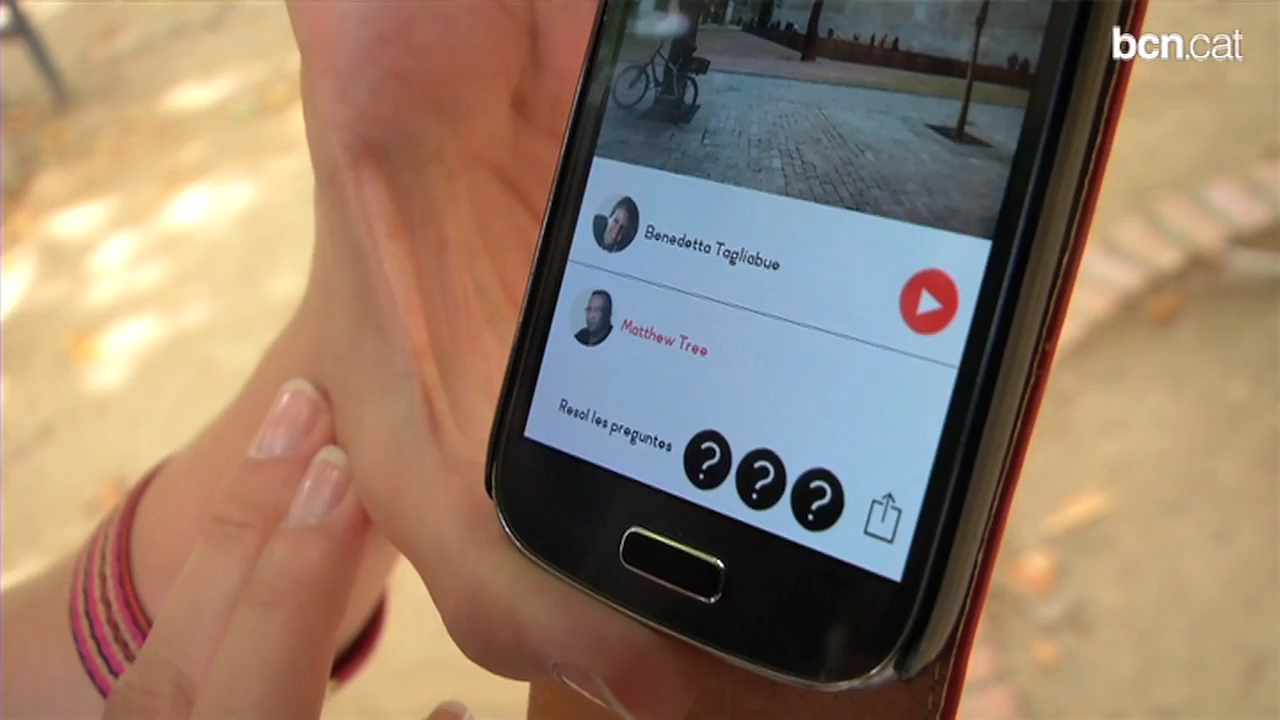 bcn.cat
Benedetta Tagliabue
Matthew Tree
Resol les preguntes ? ? ?